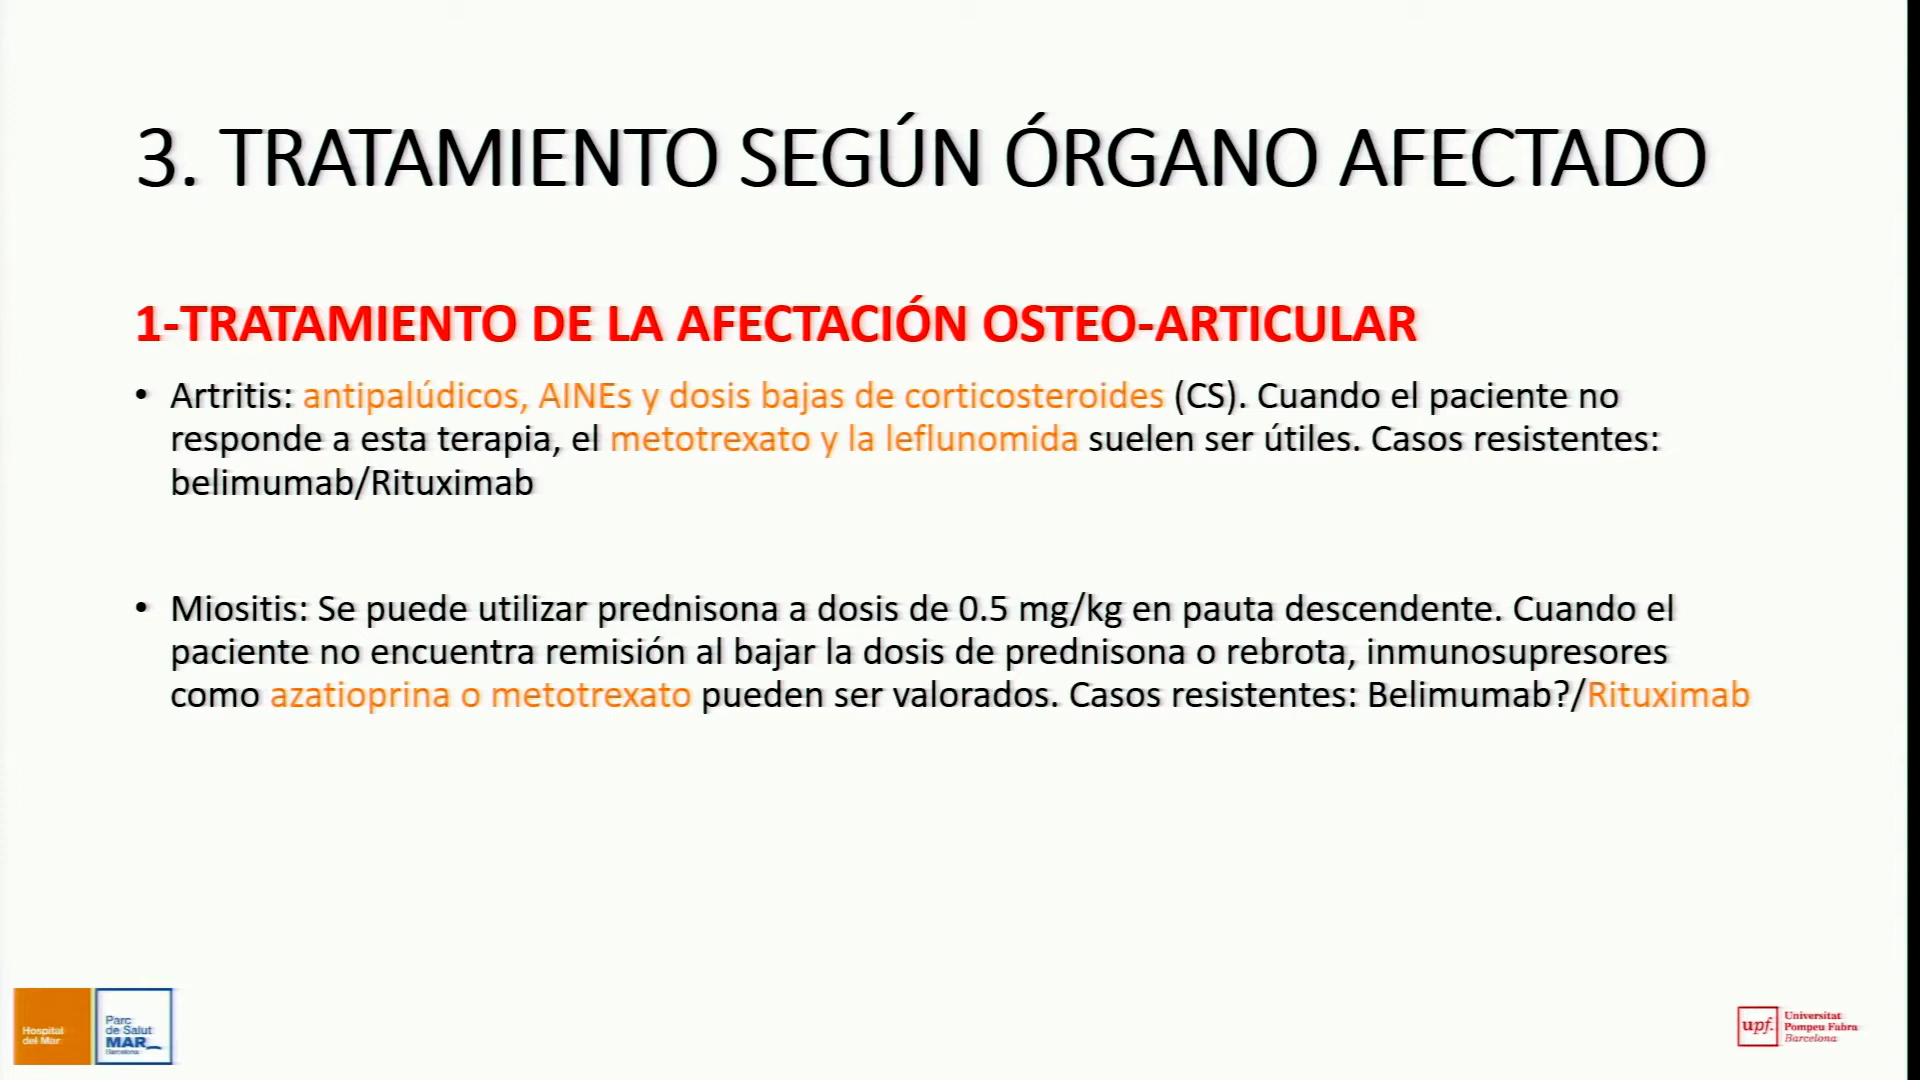 3. TRATAMIENTO SEGÚN ÓRGANO AFECTADO
1-TRATAMIENTO DE LA AFECTACIÓN OSTEO-ARTICULAR
• Artritis: antipalúdicos, AINEs y dosis bajas de corticosteroides (CS). Cuando el paciente no
responde a esta terapia, el metotrexato y la leflunomida suelen ser útiles. Casos resistentes:
belimumab/Rituximab
• Miositis: Se puede utilizar prednisona a dosis de 0.5 mg/kg en pauta descendente. Cuando el
paciente no encuentra remisión al bajar la dosis de prednisona o rebrota, inmunosupresores
como azatioprina o metotrexato pueden ser valorados. Casos resistentes: Belimumab?/Rituximab
Hospital
del Mar
Parc
de Salut
MAR
Barcelona
upf.
Universitat
Pompeu Fabra
Barcelona